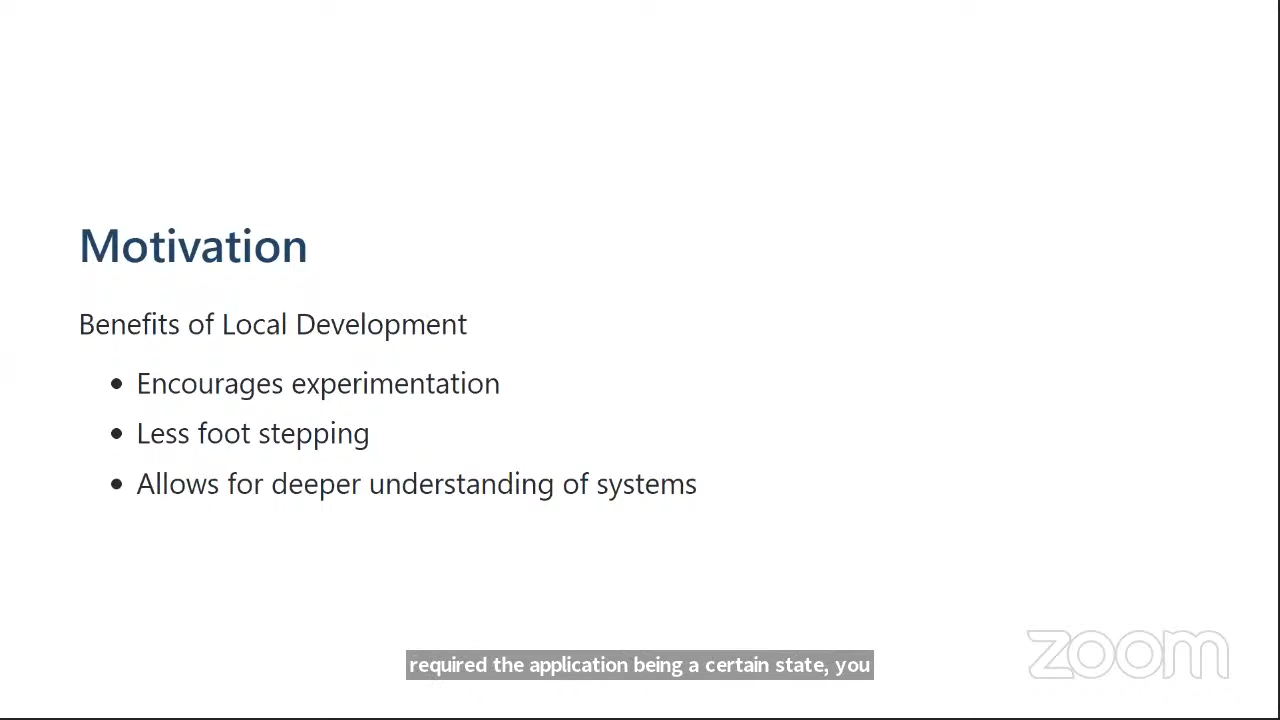 Motivation
Benefits of Local Development
• Encourages experimentation
• Less foot stepping
• Allows for deeper understanding of systems
required the application being a certain state, you
zoom